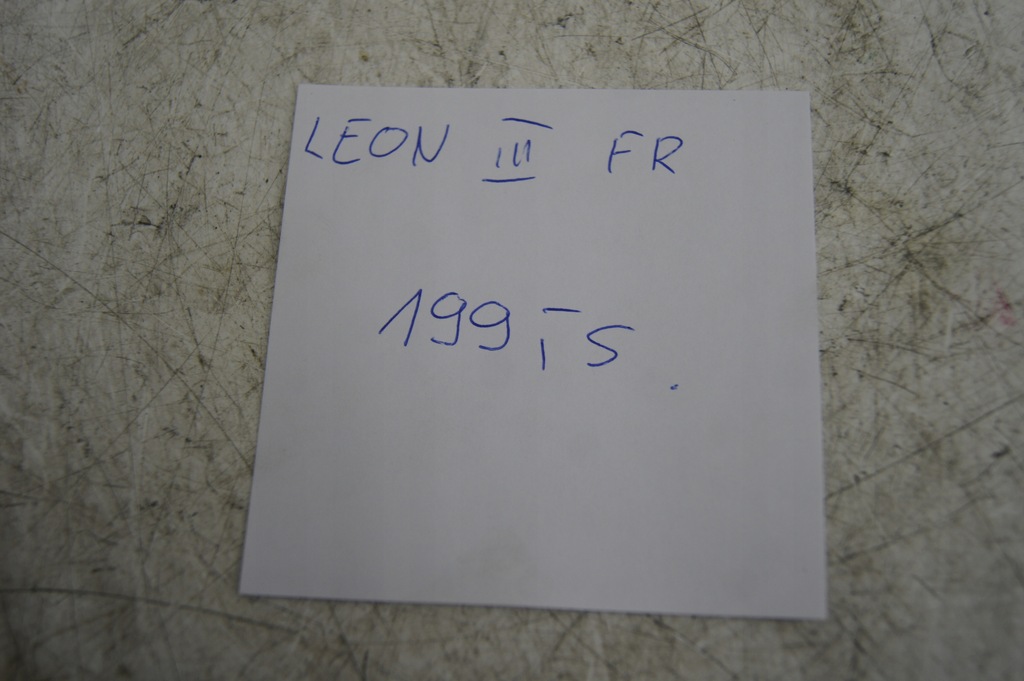 LEON III FR
199 TS.